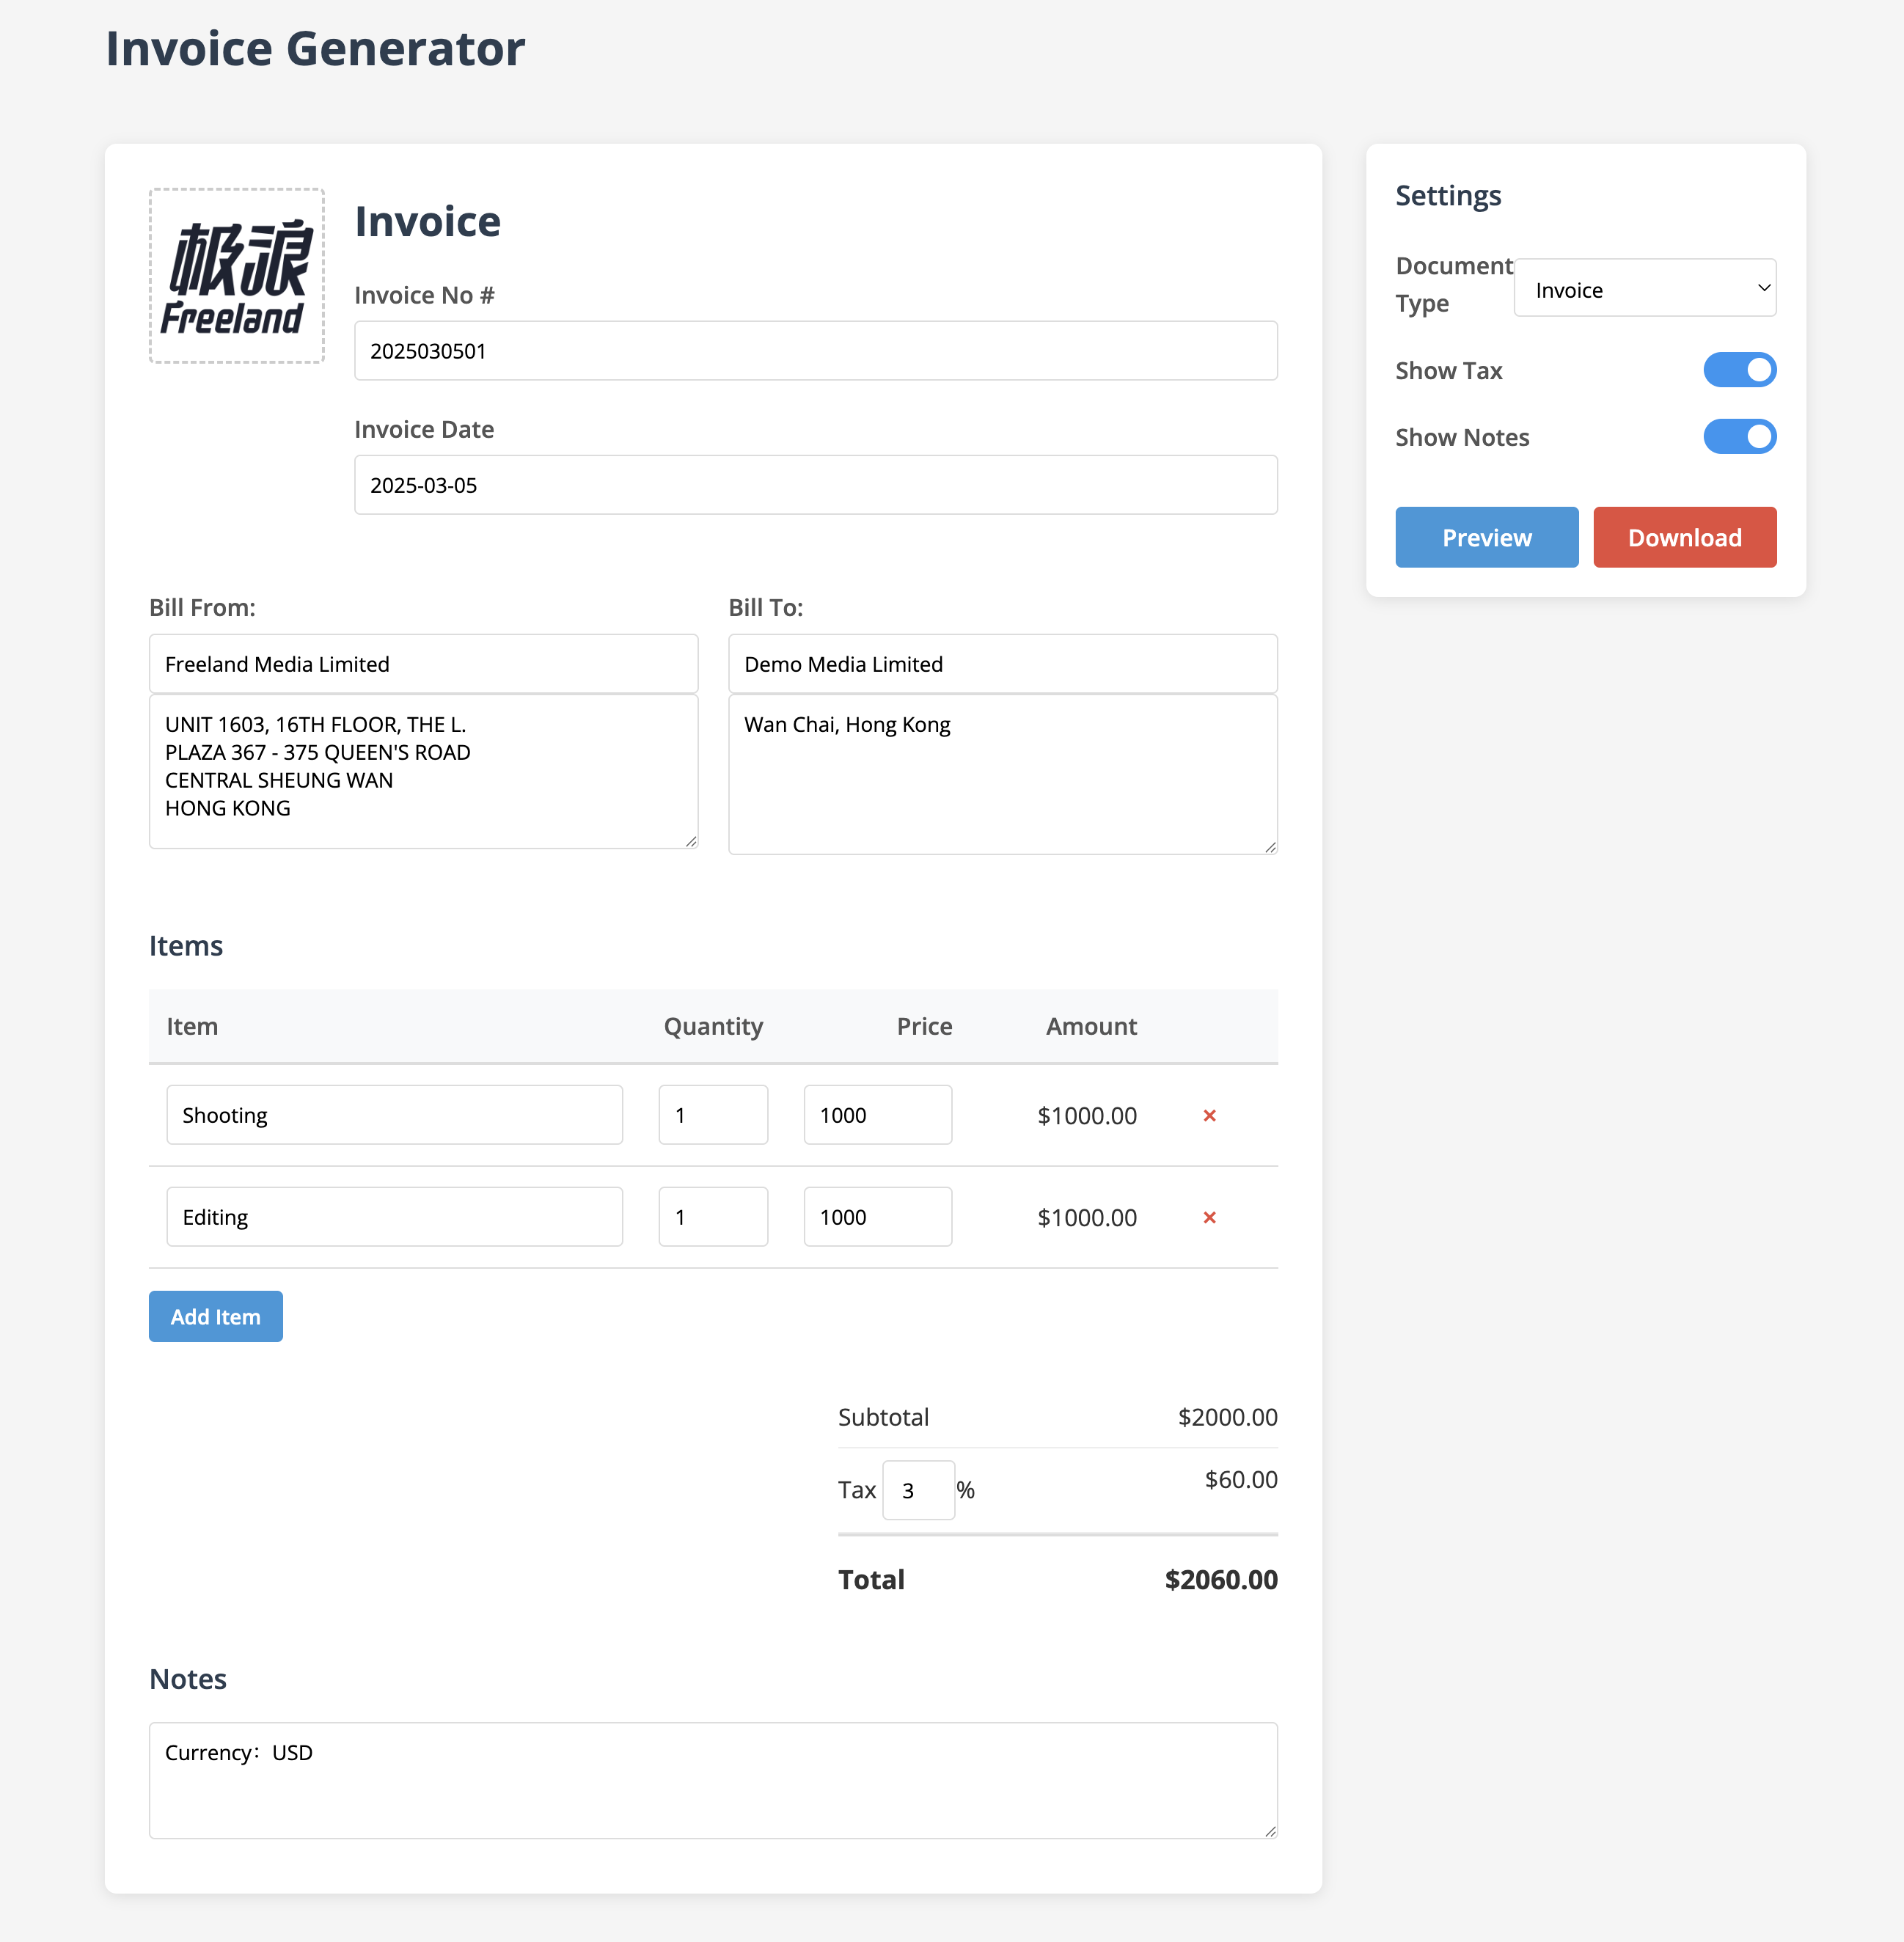 Invoice Generator
极浪
Freeland
Invoice
Invoice No #
2025030501
Invoice Date
2025-03-05
Bill From:
Freeland Media Limited
UNIT 1603, 16TH FLOOR, THE L.
PLAZA 367 - 375 QUEEN'S ROAD
CENTRAL SHEUNG WAN
HONG KONG
Bill To:
Demo Media Limited
Wan Chai, Hong Kong
Items
Item Quantity Price Amount
Shooting 1 1000 $1000.00 ×
Editing 1 1000 $1000.00 ×
Add Item
Subtotal $2000.00
Tax 3 % $60.00
Total $2060.00
Notes
Currency：USD
Settings
Document
Type
Invoice
Show Tax
Show Notes
Preview Download